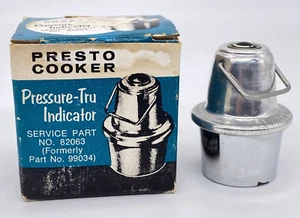 PRESTO
COOKER
Pressure-Tru
Indicator
SERVICE PART
NO. 82063
(Formerly
Part No. 99034)